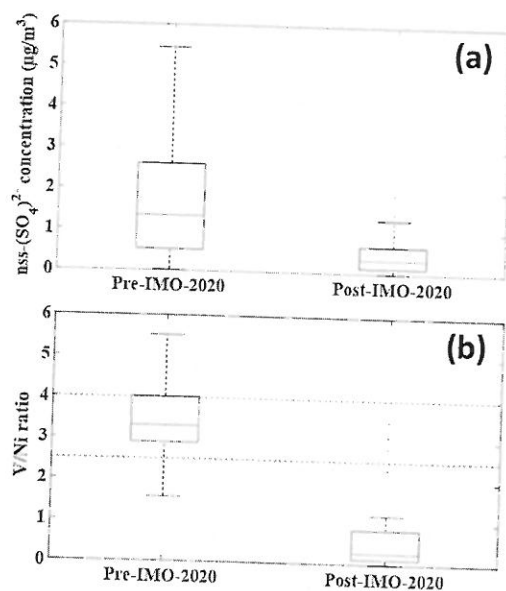 6
5
4
3
2
1
0
nss-(SO₄)²⁻ concentration (µg/m³)
(a)
Pre-IMO-2020
Post-IMO-2020
6
5
4
3
2
1
0
V/Ni ratio
(b)
Pre-IMO-2020
Post-IMO-2020